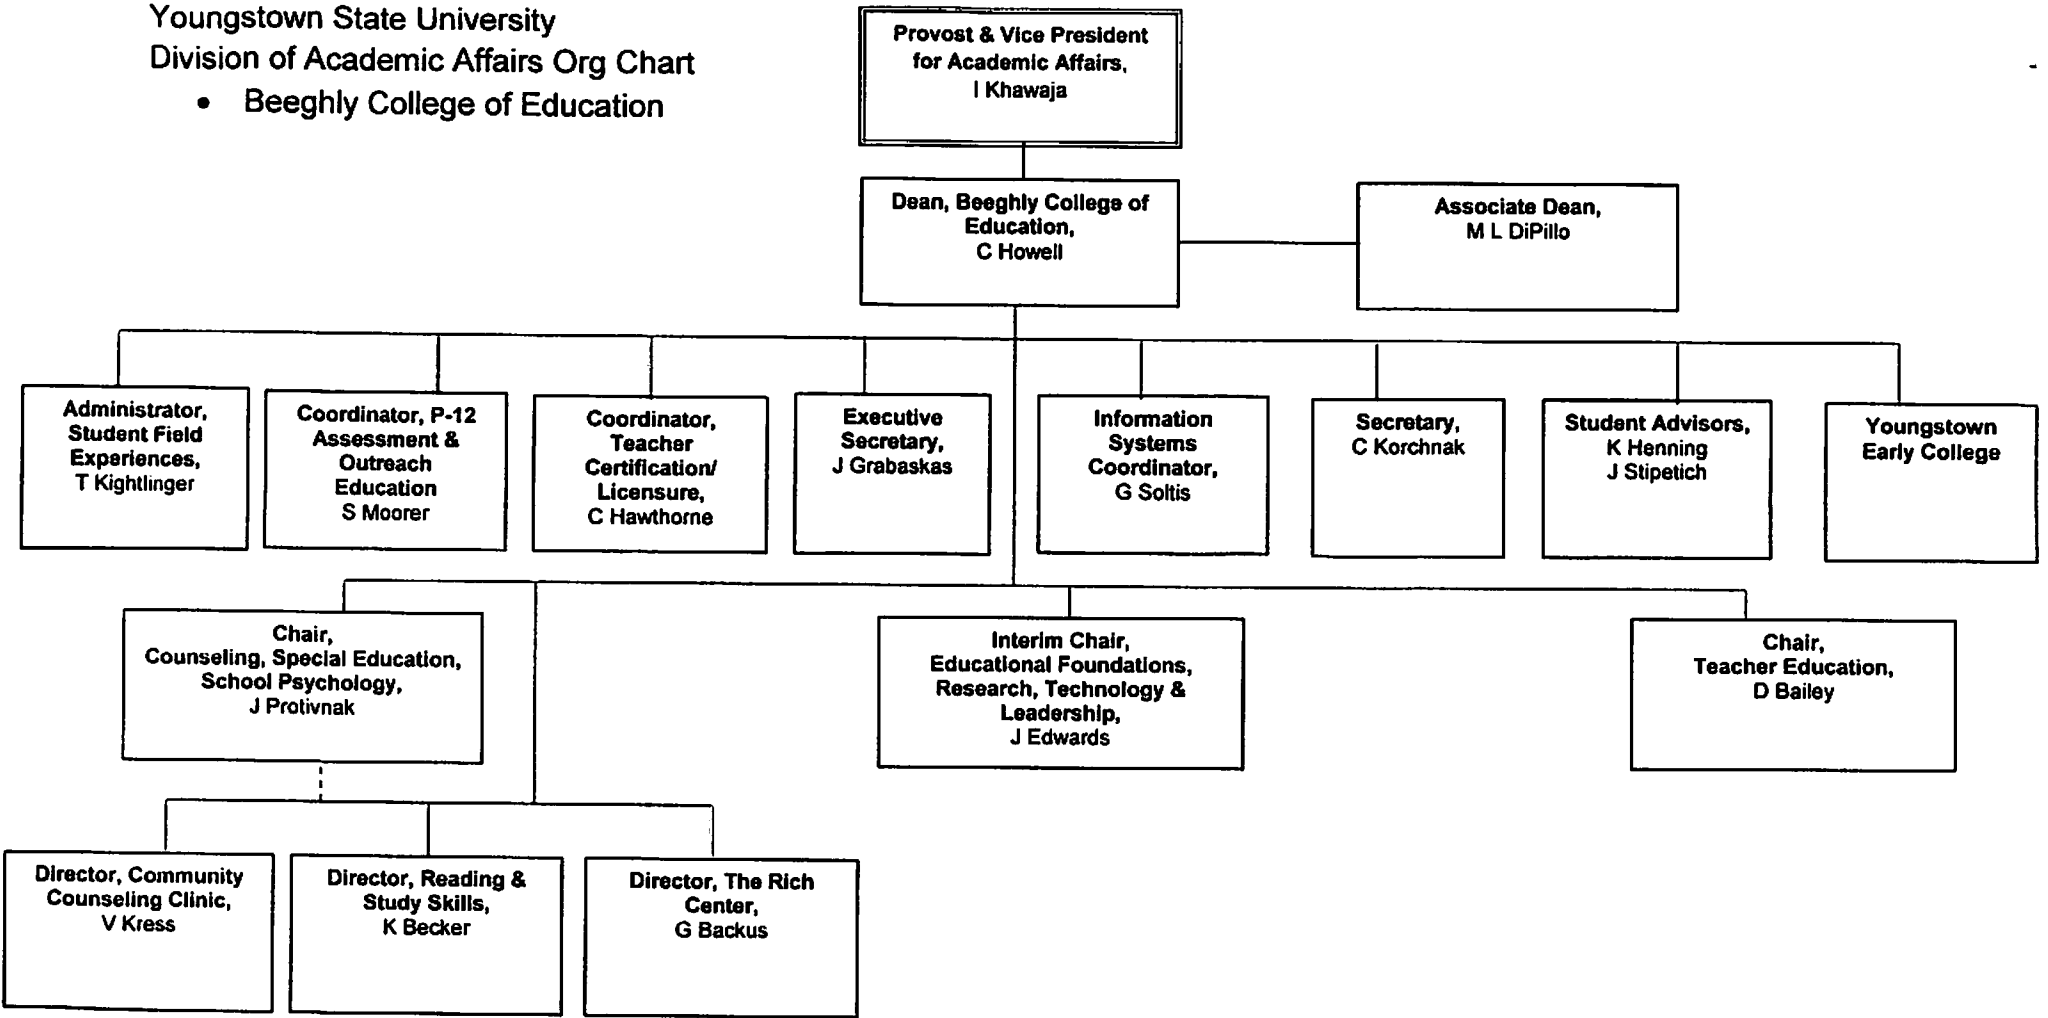 Youngstown State University
Division of Academic Affairs Org Chart
• Beeghly College of Education
Provost & Vice President
for Academic Affairs,
I Khawaja
Dean, Beeghly College of
Education,
C Howell
Associate Dean,
M L DiPillo
Administrator,
Student Field
Experiences,
T Kightlinger
Coordinator, P-12
Assessment &
Outreach
Education
S Moorer
Coordinator,
Teacher
Certification/
Licensure,
C Hawthorne
Executive
Secretary,
J Grabaskas
Information
Systems
Coordinator,
G Soltis
Secretary,
C Korchnak
Student Advisors,
K Henning
J Stipetich
Youngstown
Early College
Chair,
Counseling, Special Education,
School Psychology,
J Protivnak
Interim Chair,
Educational Foundations,
Research, Technology &
Leadership,
J Edwards
Chair,
Teacher Education,
D Bailey
Director, Community
Counseling Clinic,
V Kress
Director, Reading &
Study Skills,
K Becker
Director, The Rich
Center,
G Backus